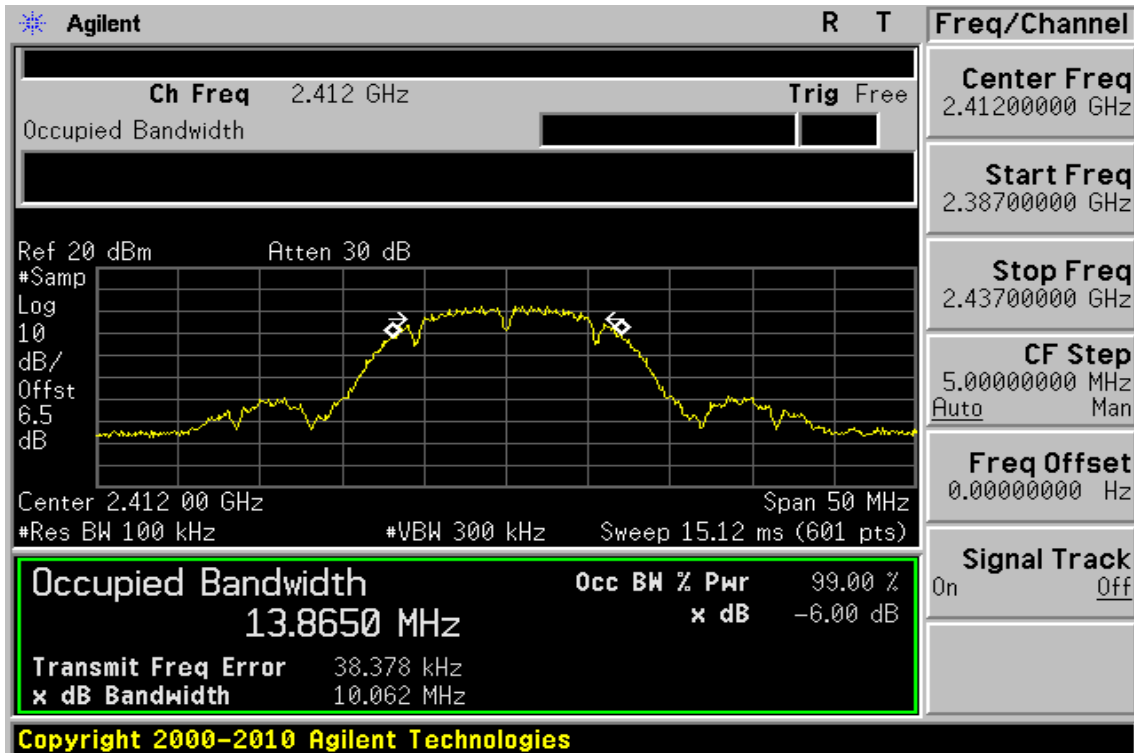 Agilent R T
Ch Freq 2.412 GHz Trig Free
Occupied Bandwidth
Ref 20 dBm Atten 30 dB
#Samp
Log
10
dB/
Offst
6.5
dB
Center 2.412 00 GHz Span 50 MHz
#Res BW 100 kHz #VBW 300 kHz Sweep 15.12 ms (601 pts)
Occupied Bandwidth
13.8650 MHz
Occ BW % Pwr 99.00 %
x dB -6.00 dB
Transmit Freq Error 38.378 kHz
x dB Bandwidth 10.062 MHz
Copyright 2000-2010 Agilent Technologies
Freq/Channel
Center Freq
2.41200000 GHz
Start Freq
2.38700000 GHz
Stop Freq
2.43700000 GHz
CF Step
5.00000000 MHz
Auto Man
Freq Offset
0.00000000 Hz
Signal Track
On Off